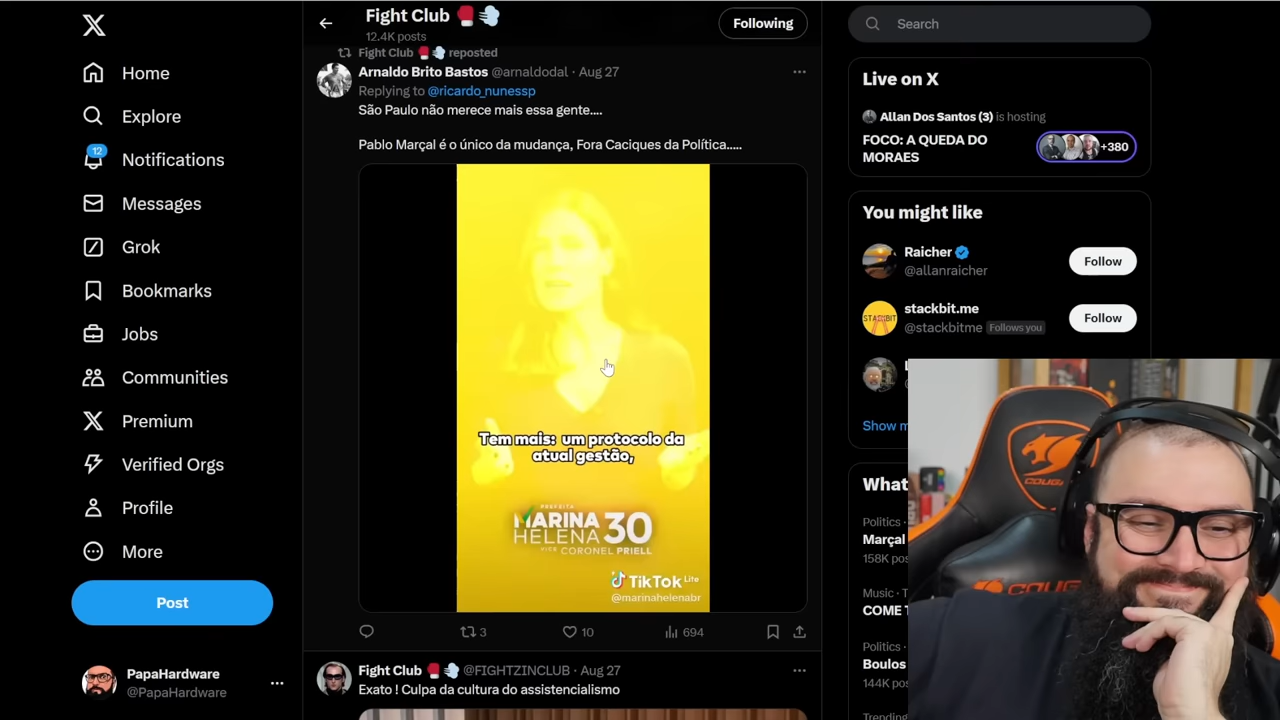 Home
Explore
12
Notifications
Messages
Grok
Bookmarks
Jobs
Communities
Premium
Verified Orgs
Profile
More
Post
PapaHardware
@PapaHardware
Fight Club
12.4K posts
Following
Fight Club reposted
Arnaldo Brito Bastos @arnaldodal · Aug 27
Replying to @ricardo_nunessp
São Paulo não merece mais essa gente....
Pablo Marçal é o único da mudança, Fora Caciques da Política.....
Tem mais: um protocolo da
atual gestão,
PREFEITA
MARINA
HELENA 30
VICE CORONEL PRIELL
TikTok Lite
@marinahelenabr
3
10
694
Fight Club @FIGHTZINCLUB · Aug 27
Exato ! Culpa da cultura do assistencialismo
Search
Live on X
Allan Dos Santos (3) is hosting
FOCO: A QUEDA DO
MORAES
+380
You might like
Raicher
@allanraicher
Follow
STACKBIT
stackbit.me
@stackbitme Follows you
Follow
Show
What
Politics ·
Marçal
158K
Music ·
COME
Politics ·
Boulos
144K
Trending
COUGAR